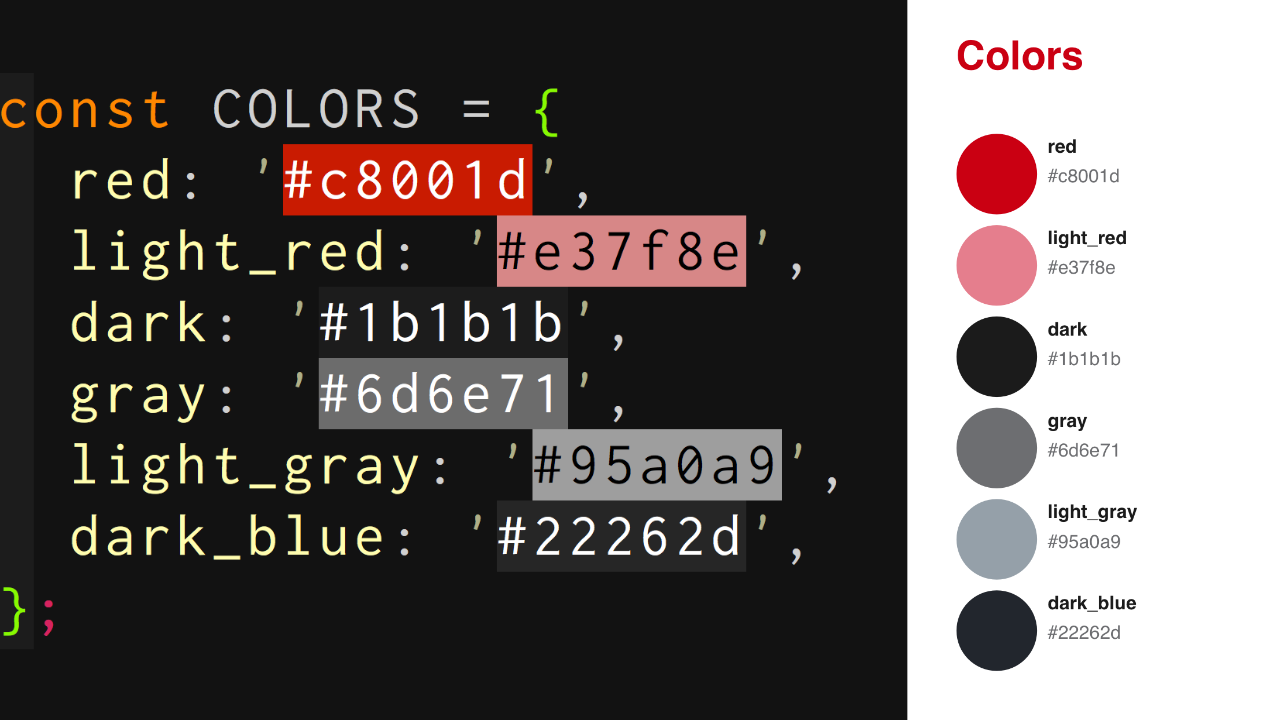 const COLORS = {
red: '#c8001d',
light_red: '#e37f8e',
dark: '#1b1b1b',
gray: '#6d6e71',
light_gray: '#95a0a9',
dark_blue: '#22262d',
};
Colors
red
#c8001d
light_red
#e37f8e
dark
#1b1b1b
gray
#6d6e71
light_gray
#95a0a9
dark_blue
#22262d